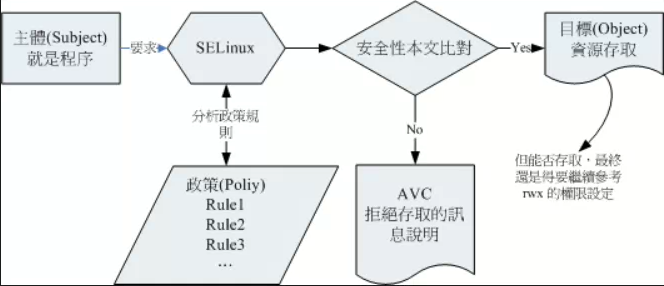 主體(Subject)
就是程序
要求
SELinux
安全性本文比對
Yes
目標(Object)
資源存取
分析政策規
則
No
但能否存取，最終
還是得要繼續參考
rwx 的權限設定
政策(Poliy)
Rule1
Rule2
Rule3
…
AVC
拒絕存取的訊
息說明